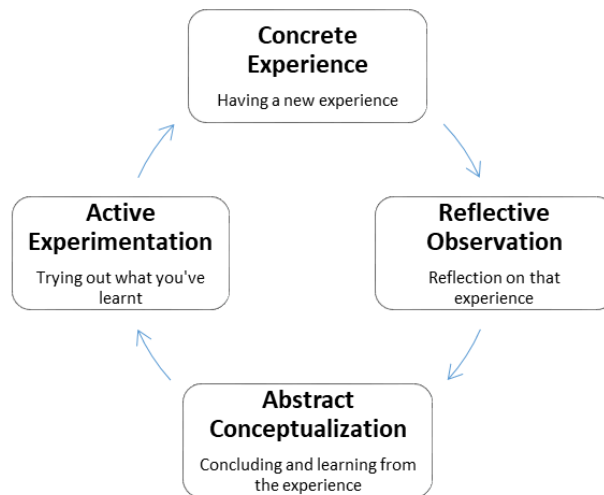 Concrete
Experience
Having a new experience
Reflective
Observation
Reflection on that
experience
Abstract
Conceptualization
Concluding and learning from
the experience
Active
Experimentation
Trying out what you've
learnt